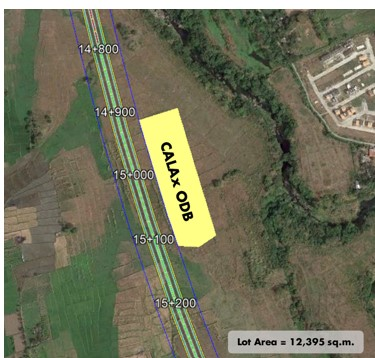 14+800
14+900
15+000
CALAx ODB
15+100
15+200
Lot Area = 12,395 sq.m.